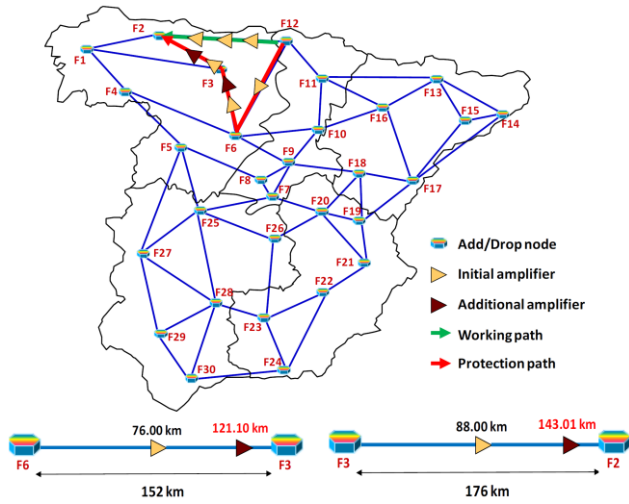 F12
F2
F1
F3
F11
F13
F4
F16
F15
F14
F6
F10
F5
F9
F18
F8
F17
F7
F20
F19
F25
F26
F27
F21
F22
F28
F23
F29
F24
F30
Add/Drop node
Initial amplifier
Additional amplifier
Working path
Protection path
76.00 km 121.10 km
F6 F3
152 km
88.00 km 143.01 km
F3 F2
176 km